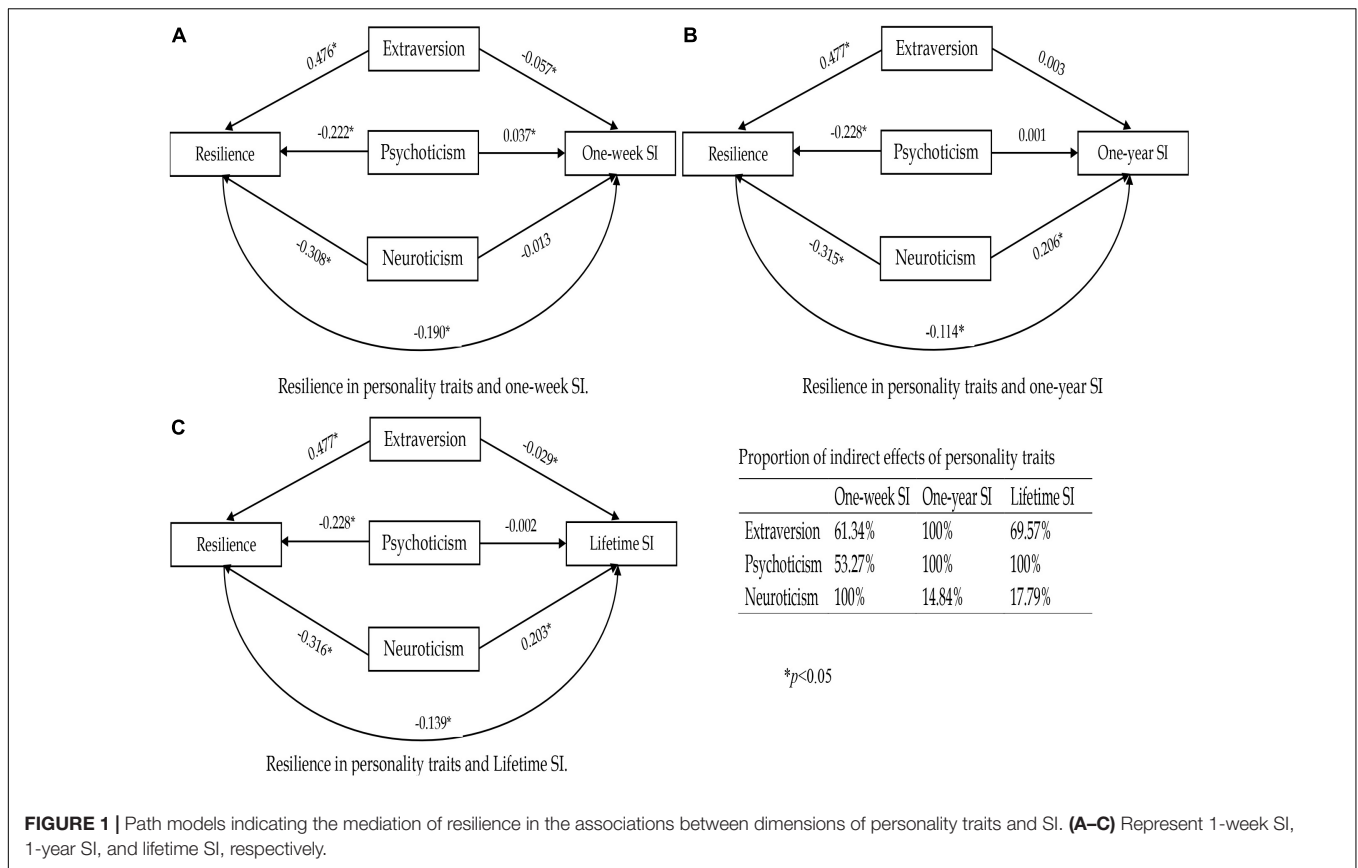 A
Extraversion
0.476*
-0.057*
-0.222*
0.037*
Resilience
Psychoticism
One-week SI
-0.308*
Neuroticism
-0.013
-0.190*
Resilience in personality traits and one-week SI.
B
Extraversion
0.477*
0.003
-0.228*
0.001
Resilience
Psychoticism
One-year SI
-0.315*
Neuroticism
0.206*
-0.114*
Resilience in personality traits and one-year SI
C
Extraversion
0.477*
-0.029*
-0.228*
-0.002
Resilience
Psychoticism
Lifetime SI
-0.316*
Neuroticism
0.203*
-0.139*
Resilience in personality traits and Lifetime SI.
Proportion of indirect effects of personality traits
One-week SI One-year SI Lifetime SI
Extraversion 61.34% 100% 69.57%
Psychoticism 53.27% 100% 100%
Neuroticism 100% 14.84% 17.79%
*p<0.05
FIGURE 1 | Path models indicating the mediation of resilience in the associations between dimensions of personality traits and SI. (A–C) Represent 1-week SI,
1-year SI, and lifetime SI, respectively.